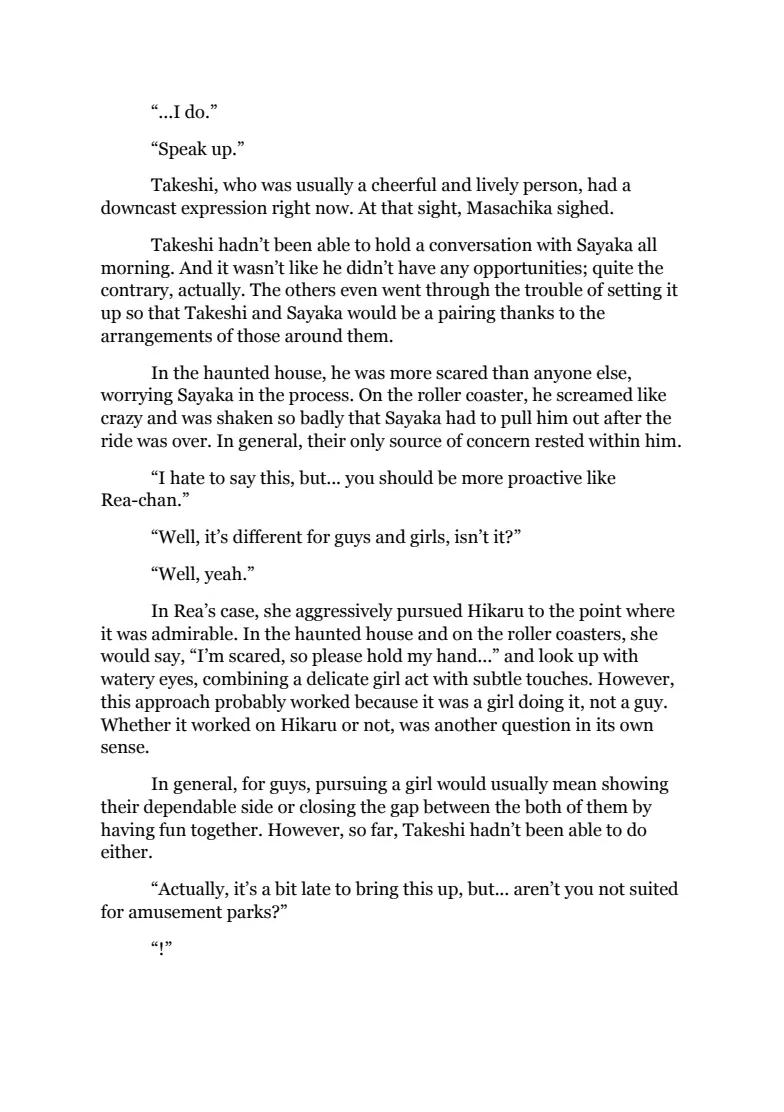 “...I do.”
“Speak up.”
Takeshi, who was usually a cheerful and lively person, had a
downcast expression right now. At that sight, Masachika sighed.
Takeshi hadn’t been able to hold a conversation with Sayaka all
morning. And it wasn’t like he didn’t have any opportunities; quite the
contrary, actually. The others even went through the trouble of setting it
up so that Takeshi and Sayaka would be a pairing thanks to the
arrangements of those around them.
In the haunted house, he was more scared than anyone else,
worrying Sayaka in the process. On the roller coaster, he screamed like
crazy and was shaken so badly that Sayaka had to pull him out after the
ride was over. In general, their only source of concern rested within him.
“I hate to say this, but... you should be more proactive like
Rea-chan.”
“Well, it’s different for guys and girls, isn’t it?”
“Well, yeah.”
In Rea’s case, she aggressively pursued Hikaru to the point where
it was admirable. In the haunted house and on the roller coasters, she
would say, “I’m scared, so please hold my hand...” and look up with
watery eyes, combining a delicate girl act with subtle touches. However,
this approach probably worked because it was a girl doing it, not a guy.
Whether it worked on Hikaru or not, was another question in its own
sense.
In general, for guys, pursuing a girl would usually mean showing
their dependable side or closing the gap between the both of them by
having fun together. However, so far, Takeshi hadn’t been able to do
either.
“Actually, it’s a bit late to bring this up, but... aren’t you not suited
for amusement parks?”
“!”